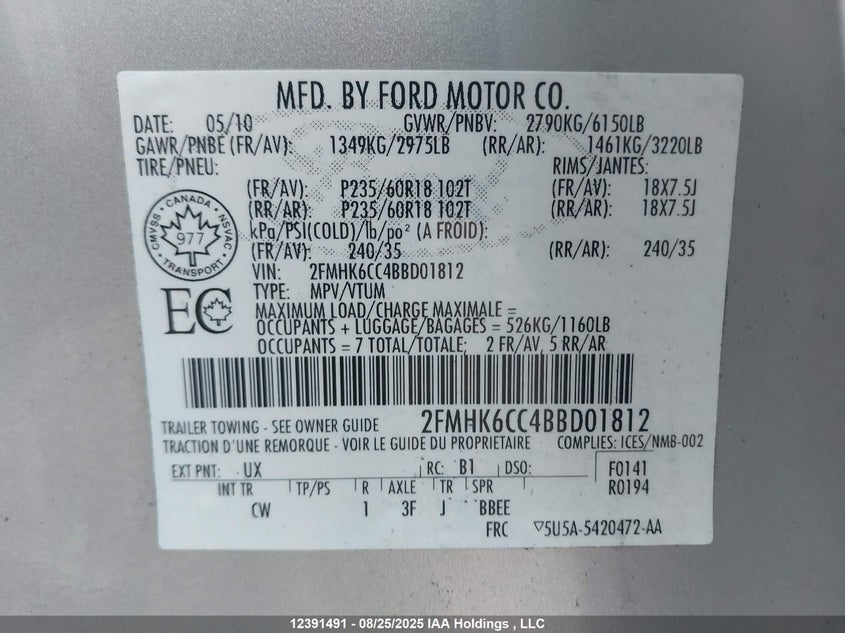 MFD. BY FORD MOTOR CO.
DATE: 05/10 GVWR/PNBV: 2790KG/6150LB
GAWR/PNBE (FR/AV): 1349KG/2975LB (RR/AR): 1461KG/3220LB
TIRE/PNEU: RIMS/JANTES:
(FR/AV): P235/60R18 102T (FR/AV): 18X7.5J
(RR/AR): P235/60R18 102T (RR/AR): 18X7.5J
kPa/PSI(COLD)/lb/po² (A FROID):
(FR/AV): 240/35 (RR/AR): 240/35
CANADA
CMVSS NSVAC
977
TRANSPORT
VIN: 2FMHK6CC4BBD01812
TYPE: MPV/VTUM
EC
MAXIMUM LOAD/CHARGE MAXIMALE =
OCCUPANTS + LUGGAGE/BAGAGES = 526KG/1160LB
OCCUPANTS = 7 TOTAL/TOTALE; 2 FR/AV, 5 RR/AR
TRAILER TOWING - SEE OWNER GUIDE 2FMHK6CC4BBD01812
TRACTION D'UNE REMORQUE - VOIR LE GUIDE DU PROPRIETAIRE COMPLIES: ICES/NMB-002
EXT PNT: UX RC: B1 DSO: F0141
INT TR TP/PS R AXLE TR SPR R0194
CW 1 3F J BBEE
FRC ▽5U5A-5420472-AA
12391491 - 08/25/2025 IAA Holdings , LLC